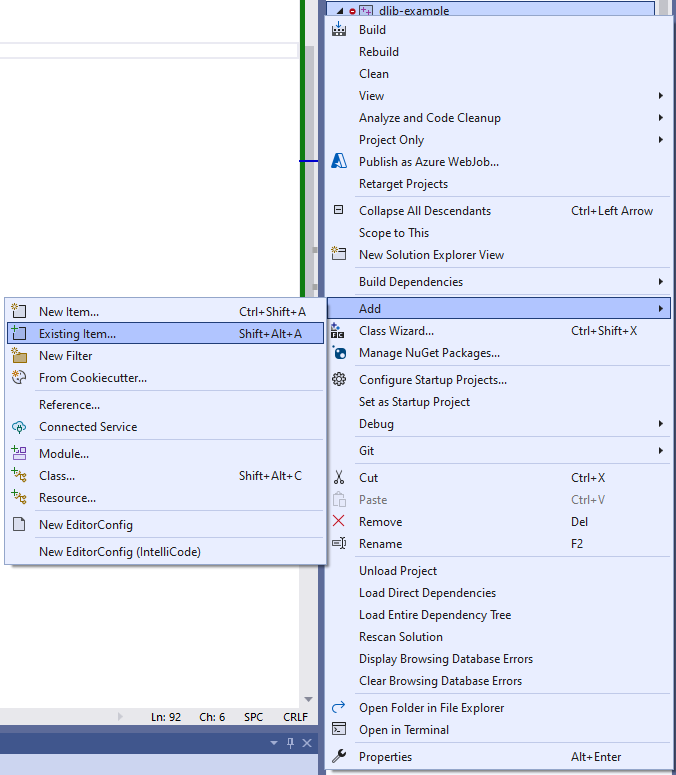 dlib-example
Build
Rebuild
Clean
View
Analyze and Code Cleanup
Project Only
Publish as Azure WebJob...
Retarget Projects
Collapse All Descendants Ctrl+Left Arrow
Scope to This
New Solution Explorer View
Build Dependencies
Add
Class Wizard... Ctrl+Shift+X
Manage NuGet Packages...
Configure Startup Projects...
Set as Startup Project
Debug
Git
Cut Ctrl+X
Paste Ctrl+V
Remove Del
Rename F2
Unload Project
Load Direct Dependencies
Load Entire Dependency Tree
Rescan Solution
Display Browsing Database Errors
Clear Browsing Database Errors
Open Folder in File Explorer
Open in Terminal
Properties Alt+Enter
New Item... Ctrl+Shift+A
Existing Item... Shift+Alt+A
New Filter
From Cookiecutter...
Reference...
Connected Service
Module...
Class... Shift+Alt+C
Resource...
New EditorConfig
New EditorConfig (IntelliCode)
Ln: 92 Ch: 6 SPC CRLF